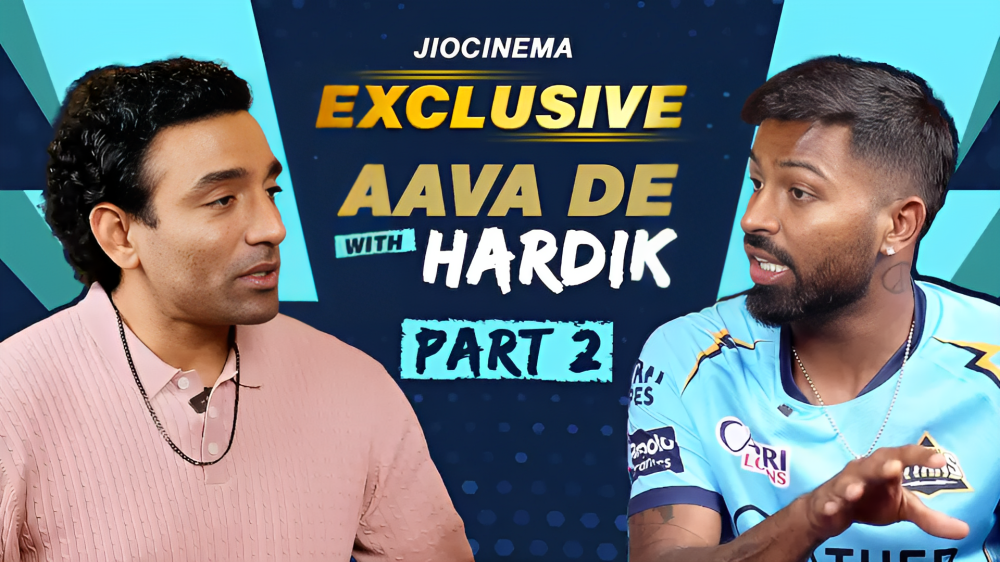 JIOCINEMA
EXCLUSIVE
AAVA DE
WITH HARDIK
PART 2